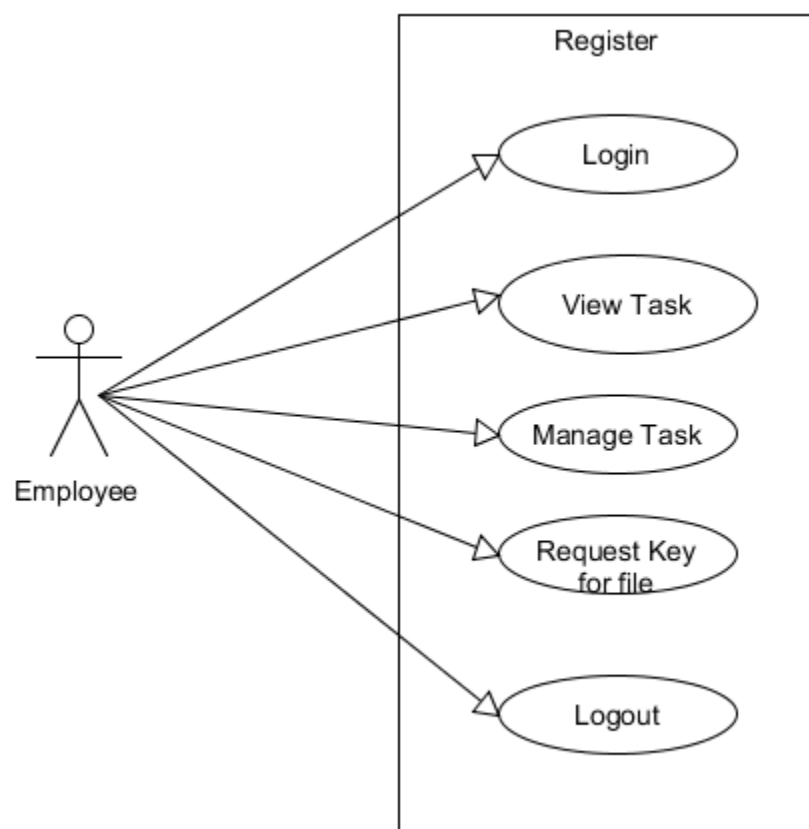 Register
Login
View Task
Manage Task
Request Key
for file
Logout
Employee